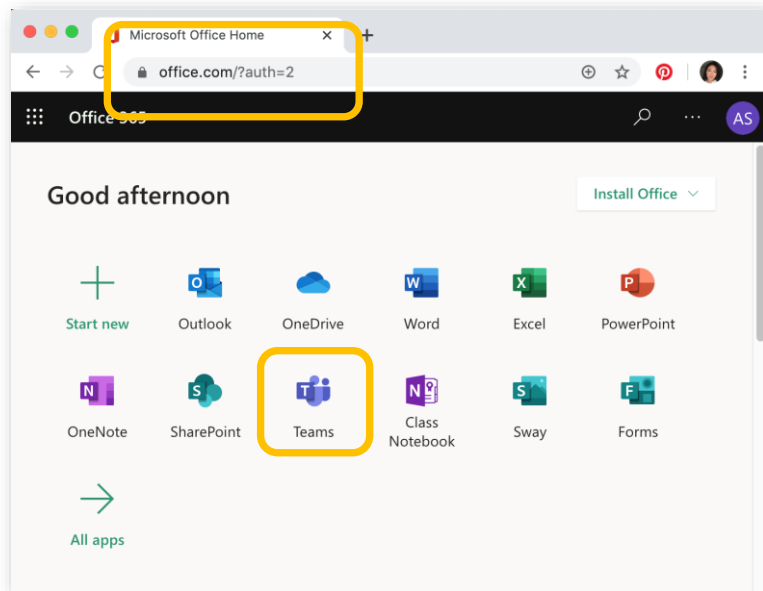 Microsoft Office Home
office.com/?auth=2
Office 365
AS
Good afternoon
Install Office
Start new
Outlook
OneDrive
Word
Excel
PowerPoint
OneNote
SharePoint
Teams
Class
Notebook
Sway
Forms
All apps